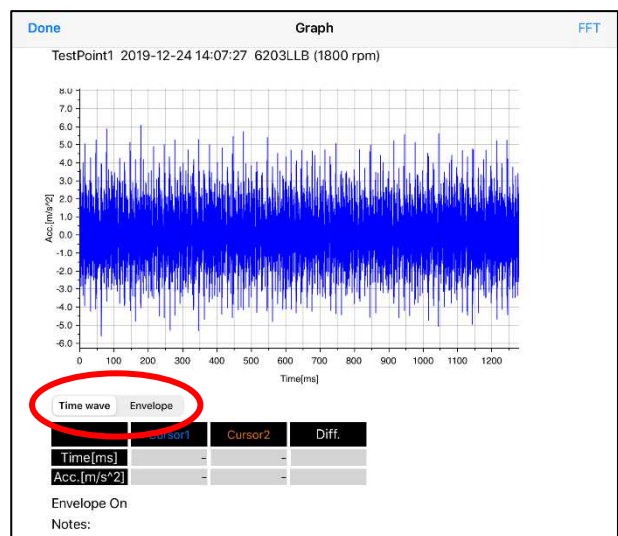 Done Graph FFT
TestPoint1 2019-12-24 14:07:27 6203LLB (1800 rpm)
8.0
7.0
6.0
5.0
4.0
3.0
2.0
1.0
0.0
-1.0
-2.0
-3.0
-4.0
-5.0
-6.0
Acc.[m/s^2]
0 100 200 300 400 500 600 700 800 900 1000 1100 1200
Time[ms]
Time wave Envelope
Cursor1 Cursor2 Diff.
Time[ms] - -
Acc.[m/s^2] - -
Envelope On
Notes: